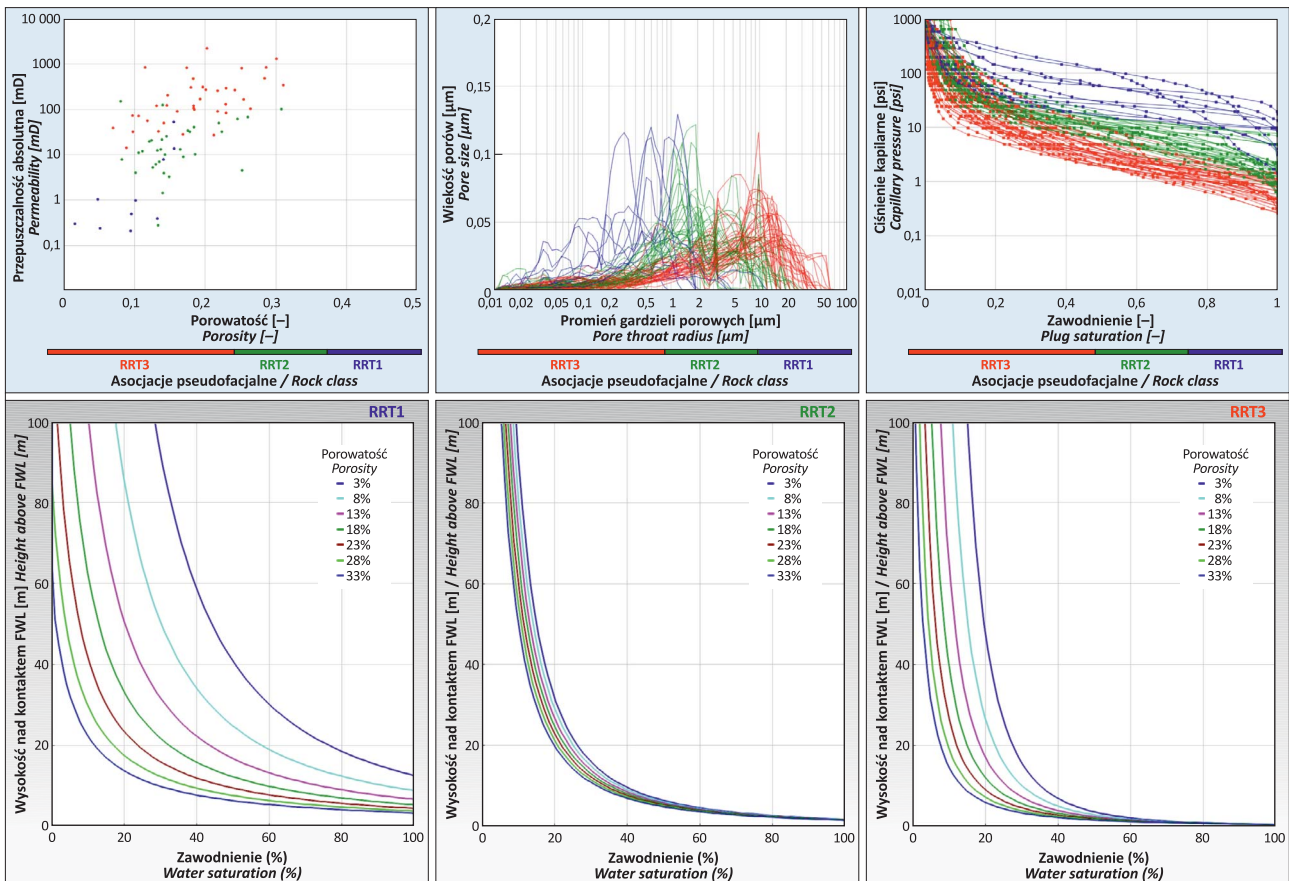 10 000
1000
100
10
1
0,1
Przepuszczalność absolutna [mD]
Permeability [mD]
0
0,1
0,2
0,3
0,4
0,5
Porowatość [–]
Porosity [–]
RRT3
RRT2
RRT1
Asocjacje pseudofacjalne / Rock class
0,2
0,15
0,1
0,05
0
Wiekość porów [µm]
Pore size [µm]
0,01
0,02
0,05
0,1
0,2
0,5
1
2
5
10
20
50
100
Promień gardzieli porowych [µm]
Pore throat radius [µm]
RRT3
RRT2
RRT1
Asocjacje pseudofacjalne / Rock class
1000
100
10
1
0,1
0,01
Ciśnienie kapilarne [psi]
Capillary pressure [psi]
0
0,2
0,4
0,6
0,8
1
Zawodnienie [–]
Plug saturation [–]
RRT3
RRT2
RRT1
Asocjacje pseudofacjalne / Rock class
RRT1
100
80
60
40
20
0
Wysokość nad kontaktem FWL [m] Height above FWL [m]
Porowatość
Porosity
3%
8%
13%
18%
23%
28%
33%
0
20
40
60
80
100
Zawodnienie (%)
Water saturation (%)
RRT2
100
80
60
40
20
0
Wysokość nad kontaktem FWL [m] / Height above FWL [m]
Porowatość
Porosity
3%
8%
13%
18%
23%
28%
33%
0
20
40
60
80
100
Zawodnienie (%)
Water saturation (%)
RRT3
100
80
60
40
20
0
Wysokość nad kontaktem FWL [m] / Height above FWL [m]
Porowatość
Porosity
3%
8%
13%
18%
23%
28%
33%
0
20
40
60
80
100
Zawodnienie (%)
Water saturation (%)